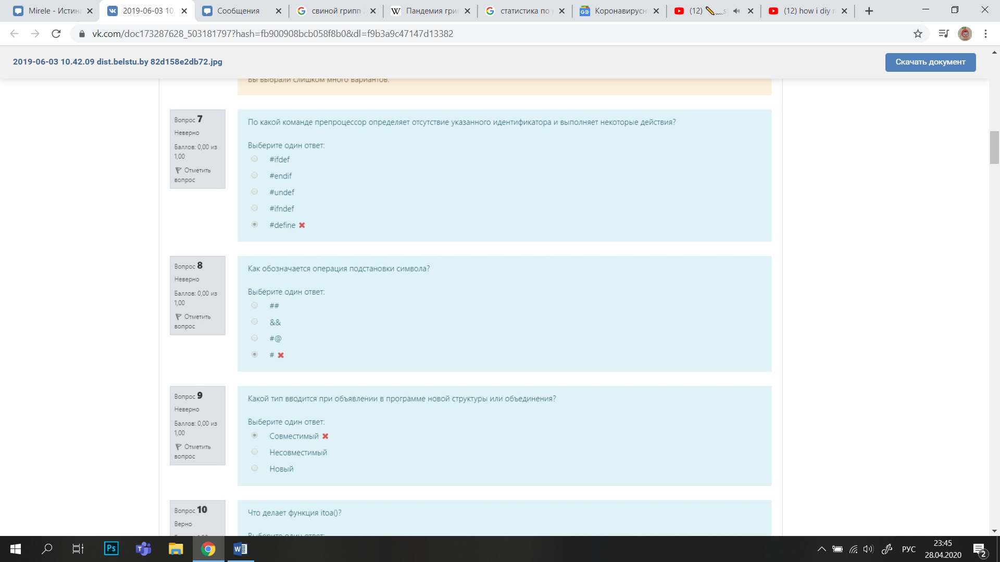 Mirele - Истин
2019-06-03 10.
Сообщения
свиной грипп
Пандемия гри
статистика по
Коронавирусн
(12)
(12) how i diy
vk.com/doc173287628_503181797?hash=fb900908bcb058f8b0&dl=f9b3a9c47147d13382
2019-06-03 10.42.09 dist.belstu.by 82d158e2db72.jpg
Скачать документ
Вы выбрали слишком много вариантов.
Вопрос 7
Неверно
Баллов: 0,00 из
1,00
Отметить
вопрос
По какой команде препроцессор определяет отсутствие указанного идентификатора и выполняет некоторые действия?
Выберите один ответ:
#ifdef
#endif
#undef
#ifndef
#define
Вопрос 8
Неверно
Баллов: 0,00 из
1,00
Отметить
вопрос
Как обозначается операция подстановки символа?
Выберите один ответ:
##
&&
#@
#
Вопрос 9
Неверно
Баллов: 0,00 из
1,00
Отметить
вопрос
Какой тип вводится при объявлении в программе новой структуры или объединения?
Выберите один ответ:
Совместимый
Несовместимый
Новый
Вопрос 10
Верно
Что делает функция itoa()?
Выберите один ответ:
РУС
23:45
28.04.2020
2